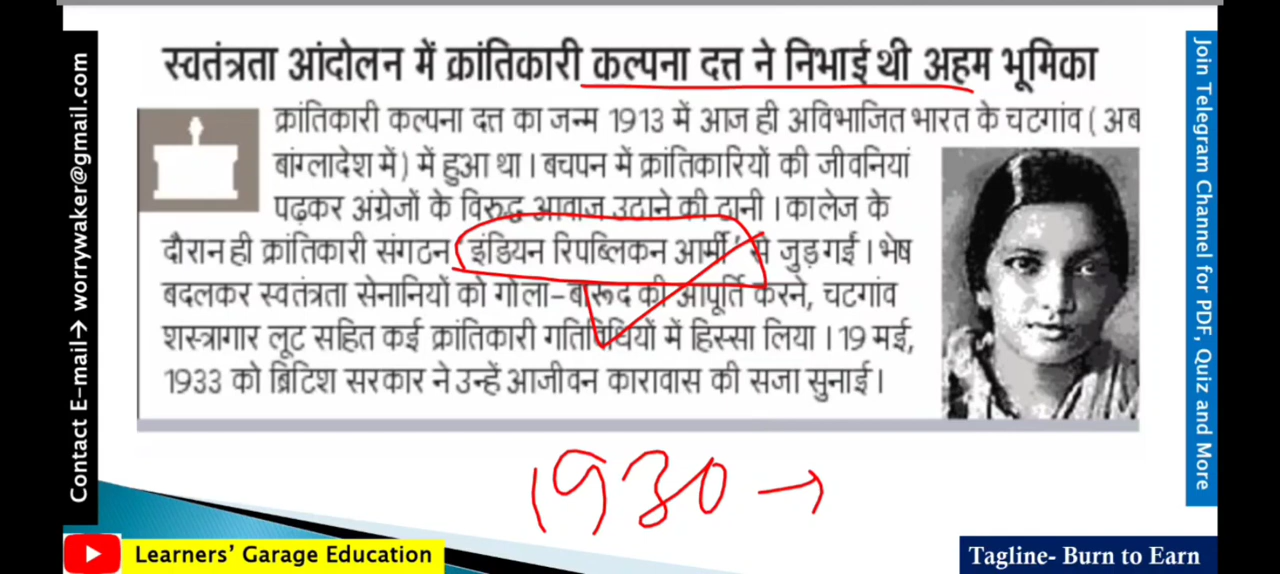 स्वतंत्रता आंदोलन में क्रांतिकारी कल्पना दत्त ने निभाई थी अहम भूमिका
क्रांतिकारी कल्पना दत्त का जन्म 1913 में आज ही अविभाजित भारत के चटगांव ( अब
बांग्लादेश में) में हुआ था। बचपन में क्रांतिकारियों की जीवनियां
पढ़कर अंग्रेजों के विरुद्ध आवाज उठाने की ठानी। कालेज के
दौरान ही क्रांतिकारी संगठन 'इंडियन रिपब्लिकन आर्मी' से जुड़ गईं। भेष
बदलकर स्वतंत्रता सेनानियों को गोला-बारूद की आपूर्ति करने, चटगांव
शस्त्रागार लूट सहित कई क्रांतिकारी गतिविधियों में हिस्सा लिया। 19 मई,
1933 को ब्रिटिश सरकार ने उन्हें आजीवन कारावास की सजा सुनाई।
1930 →
Contact E-mail→ worrywaker@gmail.com
Join Telegram Channel for PDF, Quiz and More
Learners' Garage Education
Tagline- Burn to Earn